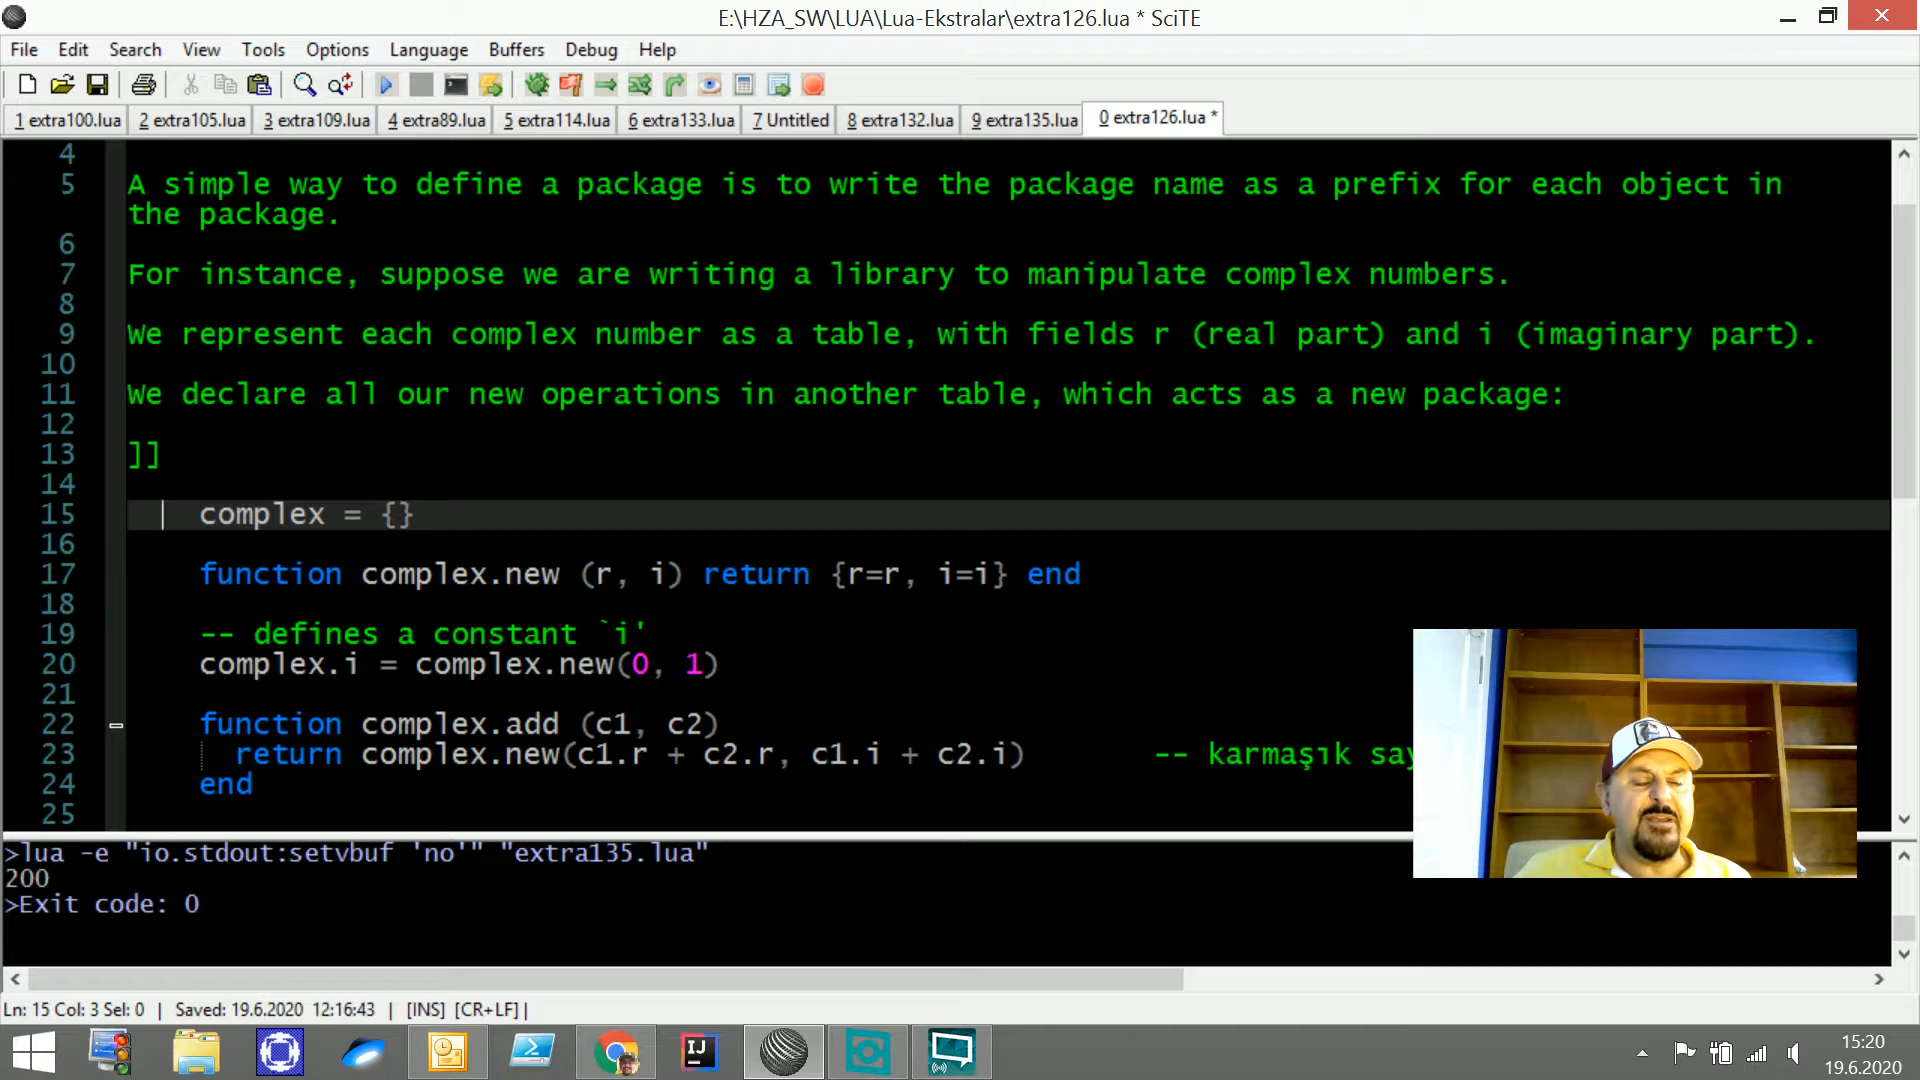 E:\HZA_SW\LUA\Lua-Ekstralar\extra126.lua * SciTE
File Edit Search View Tools Options Language Buffers Debug Help
1 extra100.lua 2 extra105.lua 3 extra109.lua 4 extra89.lua 5 extra114.lua 6 extra133.lua 7 Untitled 8 extra132.lua 9 extra135.lua 0 extra126.lua *
4
5 A simple way to define a package is to write the package name as a prefix for each object in
the package.
6
7 For instance, suppose we are writing a library to manipulate complex numbers.
8
9 We represent each complex number as a table, with fields r (real part) and i (imaginary part).
10
11 We declare all our new operations in another table, which acts as a new package:
12
13 ]]
14
15 complex = {}
16
17 function complex.new (r, i) return {r=r, i=i} end
18
19 -- defines a constant `i'
20 complex.i = complex.new(0, 1)
21
22 function complex.add (c1, c2)
23 return complex.new(c1.r + c2.r, c1.i + c2.i) -- karmaşık say
24 end
25
>lua -e "io.stdout:setvbuf 'no'" "extra135.lua"
200
>Exit code: 0
Ln: 15 Col: 3 Sel: 0 | Saved: 19.6.2020 12:16:43 | [INS] [CR+LF] |
IJ
15:20
19.6.2020